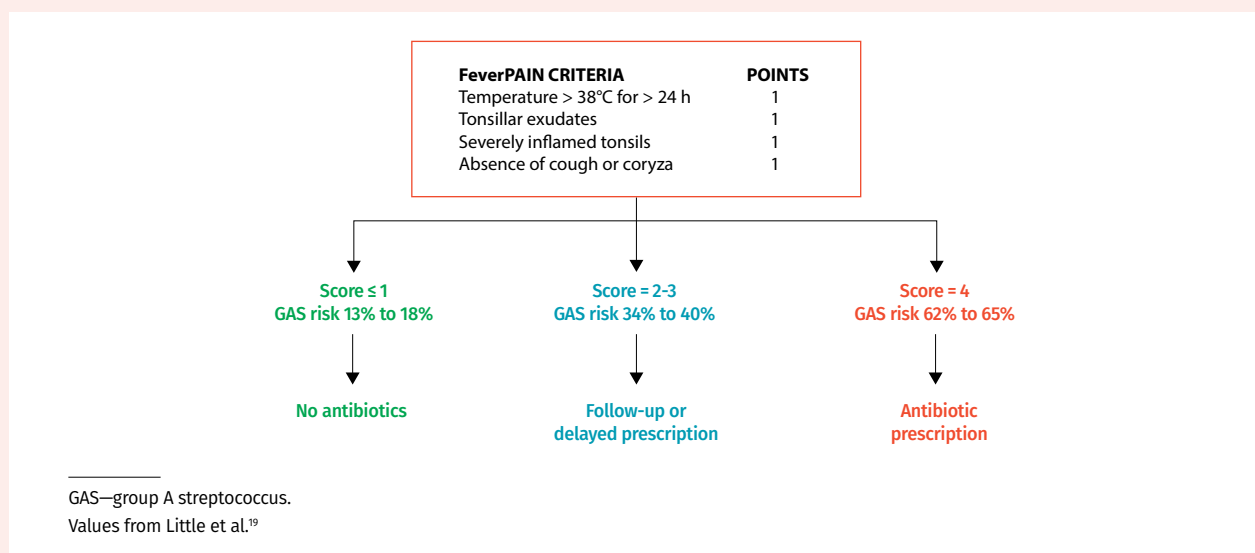 FeverPAIN CRITERIA POINTS
Temperature > 38°C for > 24 h 1
Tonsillar exudates 1
Severely inflamed tonsils 1
Absence of cough or coryza 1
Score ≤ 1
GAS risk 13% to 18%
Score = 2-3
GAS risk 34% to 40%
Score = 4
GAS risk 62% to 65%
No antibiotics
Follow-up or
delayed prescription
Antibiotic
prescription
GAS—group A streptococcus.
Values from Little et al.¹⁹